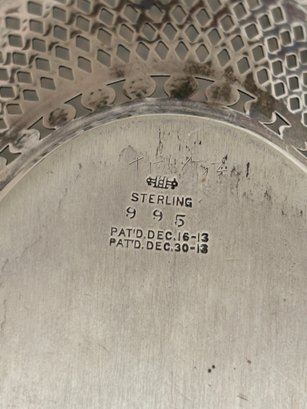 STERLING
995
PAT'D. DEC. 16-13
PAT'D. DEC. 30-13